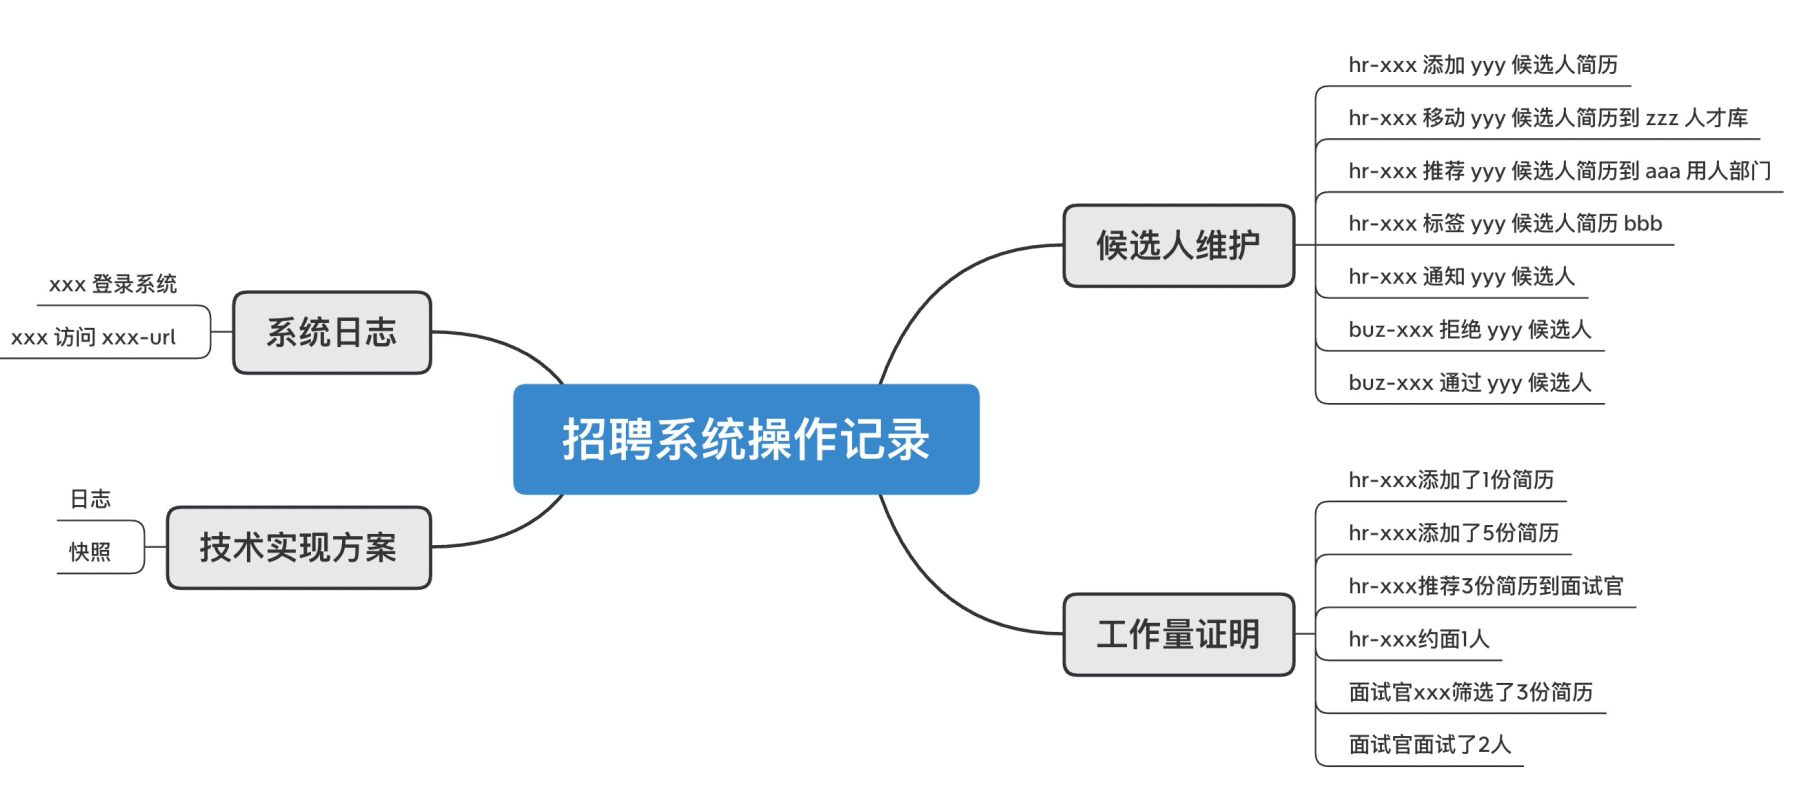 招聘系统操作记录
候选人维护
hr-xxx 添加 yyy 候选人简历
hr-xxx 移动 yyy 候选人简历到 zzz 人才库
hr-xxx 推荐 yyy 候选人简历到 aaa 用人部门
hr-xxx 标签 yyy 候选人简历 bbb
hr-xxx 通知 yyy 候选人
buz-xxx 拒绝 yyy 候选人
buz-xxx 通过 yyy 候选人
工作量证明
hr-xxx添加了1份简历
hr-xxx添加了5份简历
hr-xxx推荐3份简历到面试官
hr-xxx约面1人
面试官xxx筛选了3份简历
面试官面试了2人
系统日志
xxx 登录系统
xxx 访问 xxx-url
技术实现方案
日志
快照